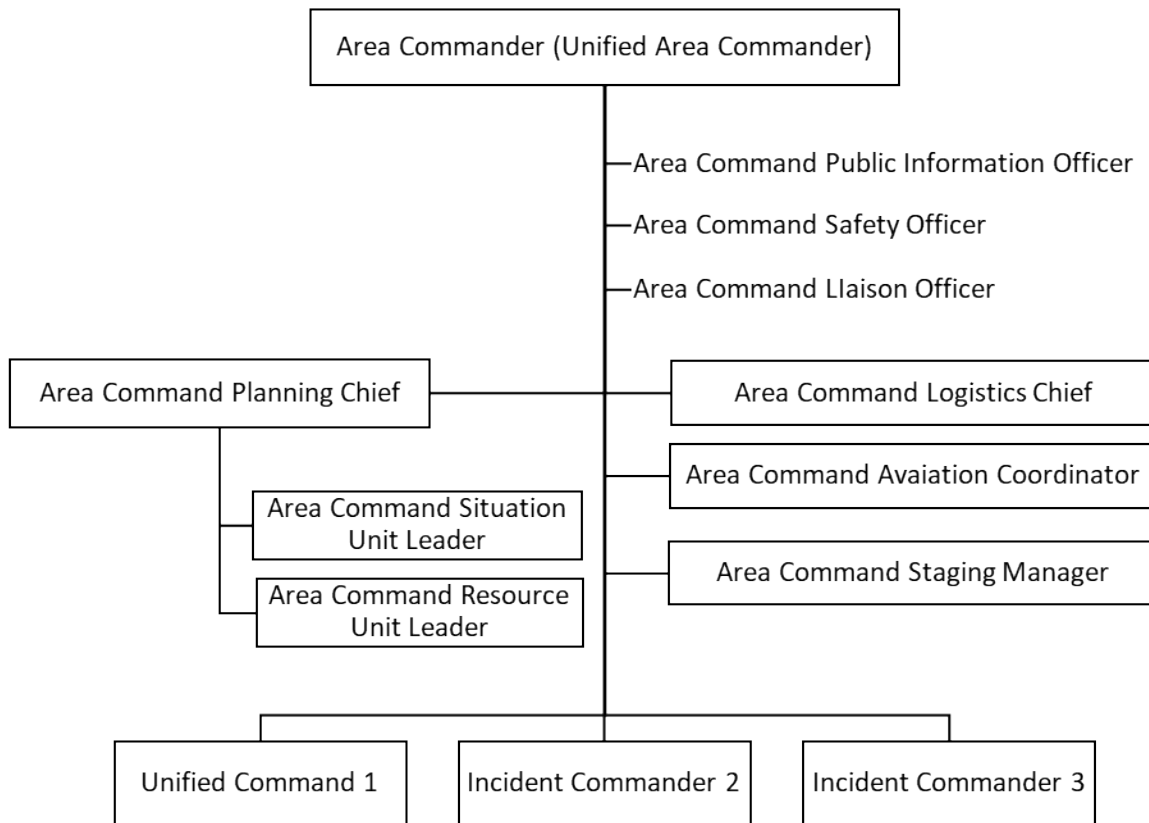 Area Commander (Unified Area Commander)
Area Command Public Information Officer
Area Command Safety Officer
Area Command LIaison Officer
Area Command Planning Chief
Area Command Logistics Chief
Area Command Avaiation Coordinator
Area Command Situation
Unit Leader
Area Command Staging Manager
Area Command Resource
Unit Leader
Unified Command 1
Incident Commander 2
Incident Commander 3